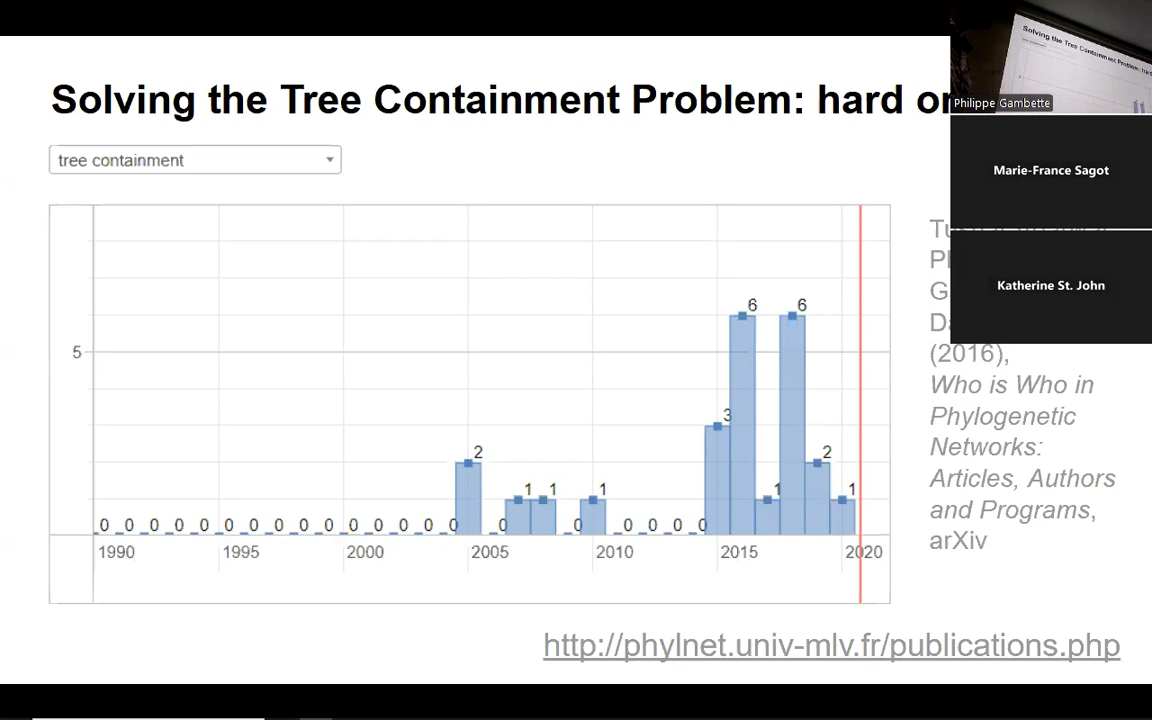 Solving the Tree Containment Problem: hard or
Philippe Gambette
Marie-France Sagot
Katherine St. John
tree containment
5
0 0 0 0 0 0 0 0 0 0 0 0 0 0 0 2 0 1 1 0 1 0 0 0 0 3 6 1 6 2 1
1990 1995 2000 2005 2010 2015 2020
(2016),
Who is Who in
Phylogenetic
Networks:
Articles, Authors
and Programs,
arXiv
http://phylnet.univ-mlv.fr/publications.php